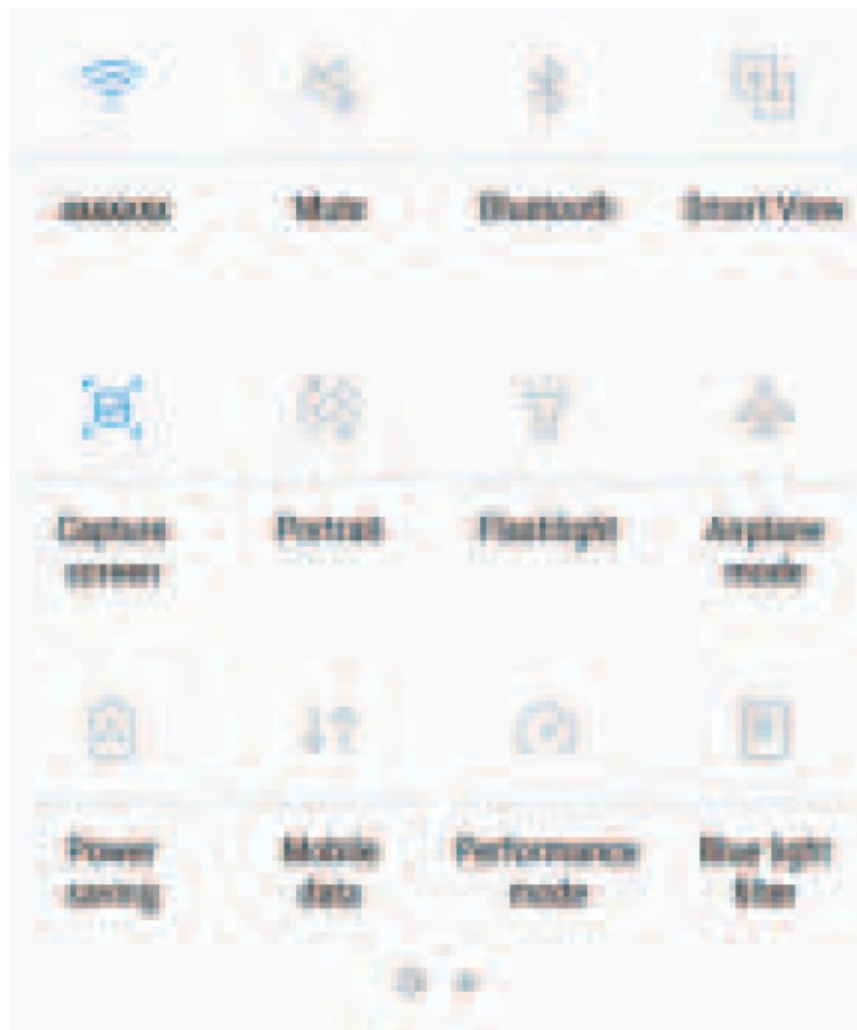 Mute Bluetooth Smart View
Capture Portrait Flashlight Airplane
screen mode
Power Mobile Performance Blue light
saving data mode filter